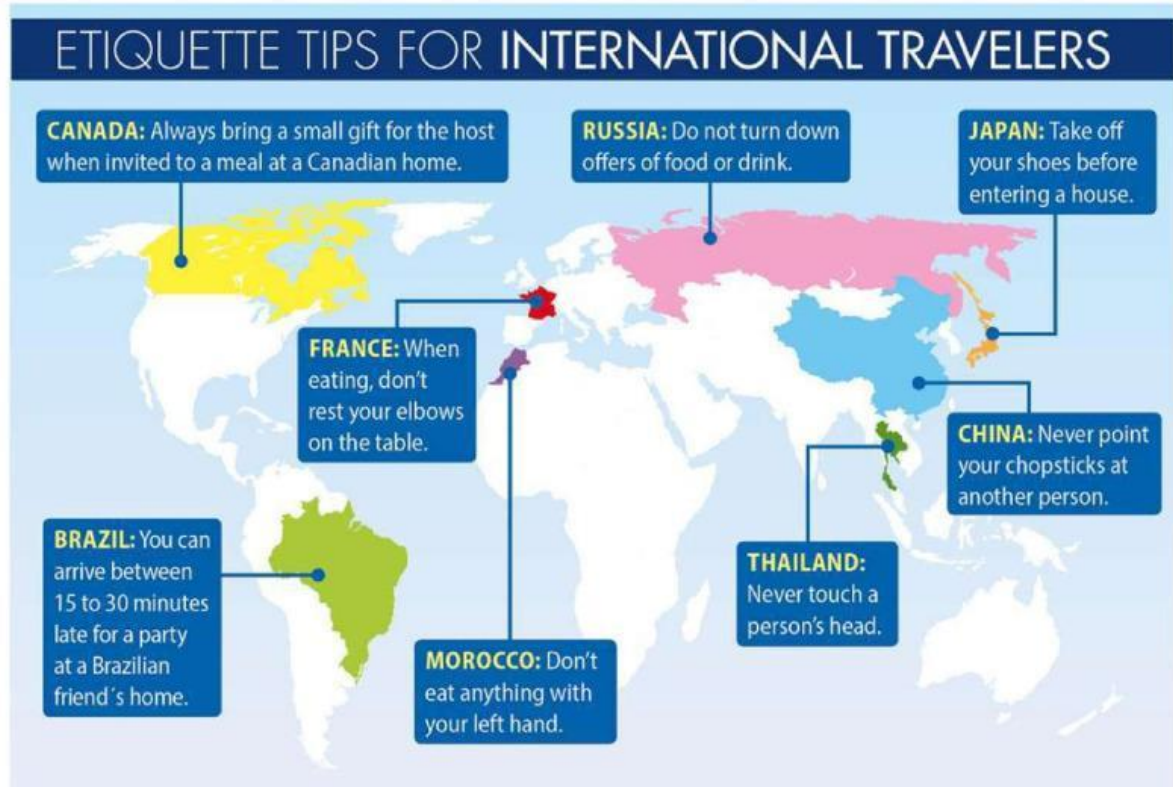 ETIQUETTE TIPS FOR INTERNATIONAL TRAVELERS
CANADA: Always bring a small gift for the host
when invited to a meal at a Canadian home.
RUSSIA: Do not turn down
offers of food or drink.
JAPAN: Take off
your shoes before
entering a house.
FRANCE: When
eating, don't
rest your elbows
on the table.
CHINA: Never point
your chopsticks at
another person.
BRAZIL: You can
arrive between
15 to 30 minutes
late for a party
at a Brazilian
friend´s home.
THAILAND:
Never touch a
person's head.
MOROCCO: Don't
eat anything with
your left hand.